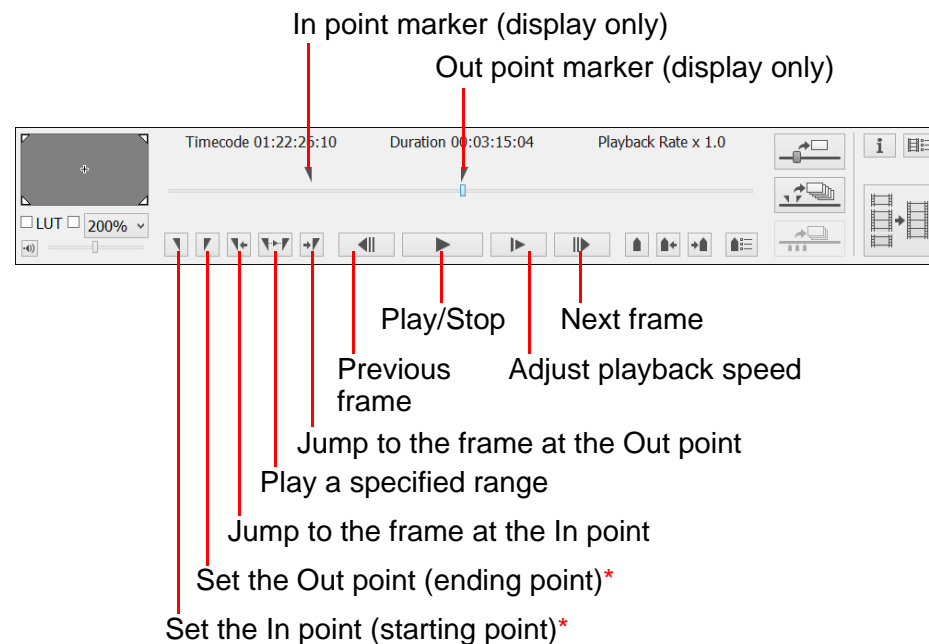 In point marker (display only)
Out point marker (display only)
Timecode 01:22:25:10 Duration 00:03:15:04 Playback Rate x 1.0
i
LUT 200%
Play/Stop Next frame
Previous frame
Adjust playback speed
Jump to the frame at the Out point
Play a specified range
Jump to the frame at the In point
Set the Out point (ending point)*
Set the In point (starting point)*